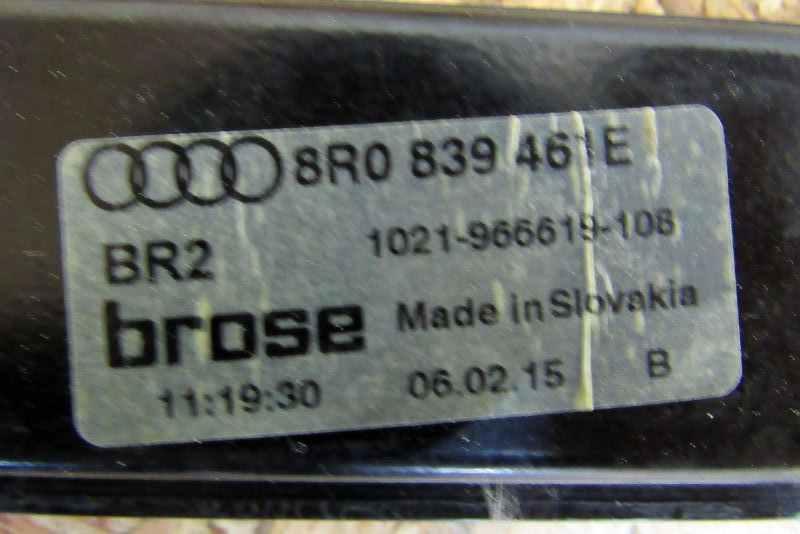 8R0 839 461E
BR2 1021-966619-108
brose Made in Slovakia
11:19:30 06.02.15 B